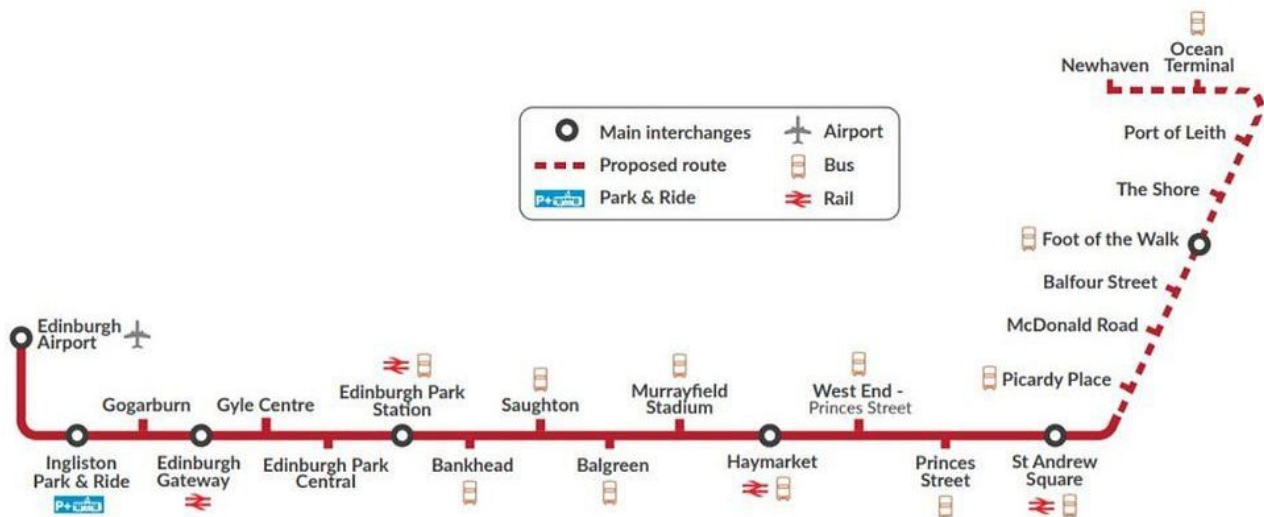 Newhaven
Ocean
Terminal
Main interchanges
Airport
Proposed route
Bus
P+
Park & Ride
Rail
Port of Leith
The Shore
Foot of the Walk
Balfour Street
McDonald Road
Picardy Place
Edinburgh
Airport
Gogarburn
Gyle Centre
Edinburgh Park
Station
Saughton
Murrayfield
Stadium
West End -
Princes Street
Ingliston
Park & Ride
P+
Edinburgh
Gateway
Edinburgh Park
Central
Bankhead
Balgreen
Haymarket
Princes
Street
St Andrew
Square